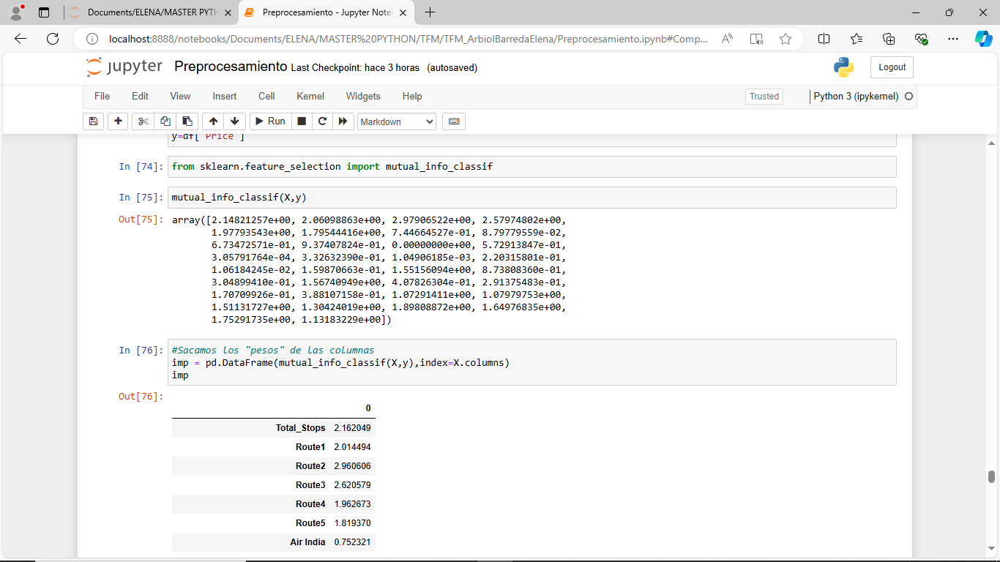 Documents/ELENA/MASTER PYTH
Preprocesamiento - Jupyter Note
localhost:8888/notebooks/Documents/ELENA/MASTER%20PYTHON/TFM/TFM_ArbiolBarredaElena/Preprocesamiento.ipynb#Comp...
jupyter Preprocesamiento Last Checkpoint: hace 3 horas (autosaved)
Logout
File Edit View Insert Cell Kernel Widgets Help
Trusted
Python 3 (ipykernel)
Run
Markdown
y=df['Price']
In [74]: from sklearn.feature_selection import mutual_info_classif
In [75]: mutual_info_classif(X,y)
Out[75]: array([2.14821257e+00, 2.06098863e+00, 2.97906522e+00, 2.57974802e+00,
1.97793543e+00, 1.79544416e+00, 7.44664527e-01, 8.79779559e-02,
6.73472571e-01, 9.37407824e-01, 0.00000000e+00, 5.72913847e-01,
3.05791764e-04, 3.32632390e-01, 1.04906185e-03, 2.20315801e-01,
1.06184245e-02, 1.59870663e-01, 1.55156094e+00, 8.73808360e-01,
3.04899410e-01, 1.56740949e+00, 4.07826304e-01, 2.91375483e-01,
1.70709926e-01, 3.88107158e-01, 1.07291411e+00, 1.07979753e+00,
1.51131727e+00, 1.30424019e+00, 1.89808872e+00, 1.64976835e+00,
1.75291735e+00, 1.13183229e+00])
In [76]: #Sacamos los "pesos" de las columnas
imp = pd.DataFrame(mutual_info_classif(X,y),index=X.columns)
imp
Out[76]:
0
Total_Stops 2.162049
Route1 2.014494
Route2 2.960606
Route3 2.620579
Route4 1.962673
Route5 1.819370
Air India 0.752321